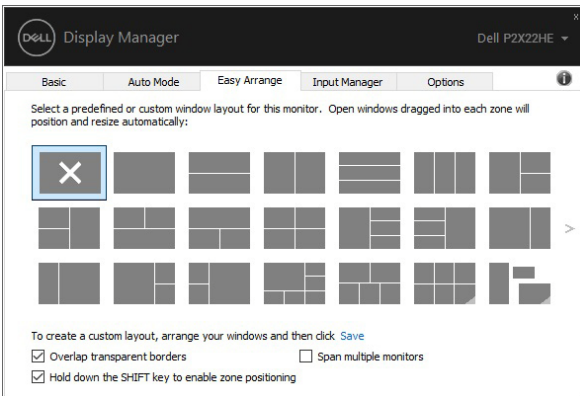 DELL Display Manager
Dell P2X22HE
Basic Auto Mode Easy Arrange Input Manager Options
Select a predefined or custom window layout for this monitor. Open windows dragged into each zone will
position and resize automatically:
To create a custom layout, arrange your windows and then click Save
Overlap transparent borders
Span multiple monitors
Hold down the SHIFT key to enable zone positioning